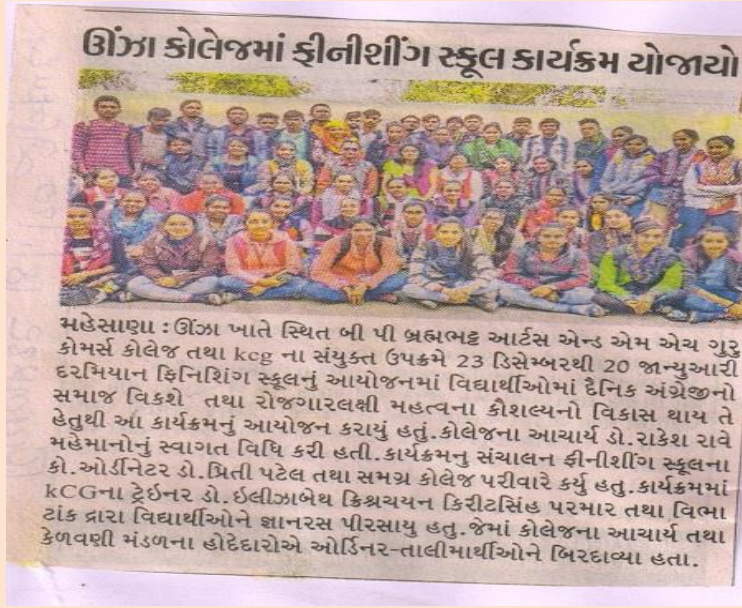 ઊંઝા કોલેજમાં ફીનીશીંગ સ્કૂલ કાર્યક્રમ યોજાયો
મહેસાણા : ઊંઝા ખાતે સ્થિત બી પી બ્રહ્મભટ્ટ આર્ટસ એન્ડ એમ એચ ગુરુ
કોમર્સ કોલેજ તથા kcg ના સંયુક્ત ઉપક્રમે 23 ડિસેમ્બરથી 20 જાન્યુઆરી
દરમિયાન ફિનિશિંગ સ્કૂલનું આયોજનમાં વિદ્યાર્થીઓમાં દૈનિક અંગ્રેજીનો
સમાજ વિકશે તથા રોજગારલક્ષી મહત્વના કૌશલ્યનો વિકાસ થાય તે
હેતુથી આ કાર્યક્રમનું આયોજન કરાયું હતું.કોલેજના આચાર્ય ડો.રાકેશ રાવે
મહેમાનોનું સ્વાગત વિધિ કરી હતી.કાર્યક્રમનુ સંચાલન ફીનીશીંગ સ્કૂલના
કો.ઓર્ડીનેટર ડો.પ્રિતી પટેલ તથા સમગ્ર કોલેજ પરીવારે કર્યુ હતુ.કાર્યક્રમમાં
kCGના ટ્રેઇનર ડો.ઇલીઝાબેથ ક્રિશ્ચયયન કિરીટસિંહ પરમાર તથા વિભા
ટાંક દ્રારા વિદ્યાર્થીઓને જ્ઞાનરસ પીરસાયુ હતુ.જેમાં કોલેજના આચાર્ય તથા
કેળવણી મંડળના હોદેદારોએ ઓર્ડિનર-તાલીમાર્થીઓને બિરદાવ્યા હતા.